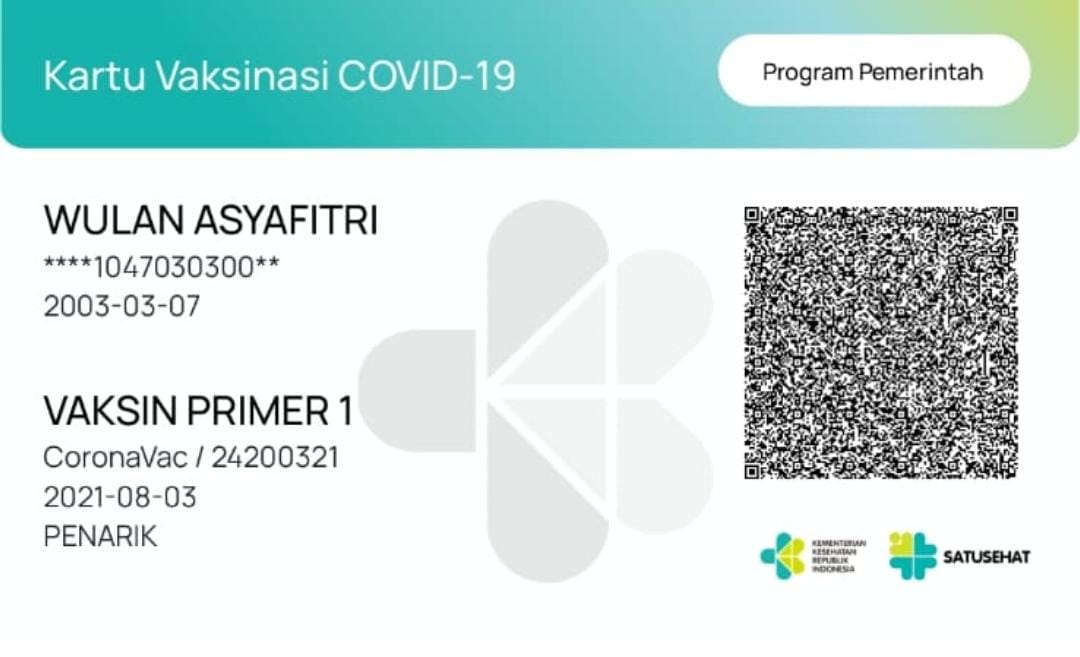 Kartu Vaksinasi COVID-19
Program Pemerintah
WULAN ASYAFITRI
****1047030300**
2003-03-07
VAKSIN PRIMER 1
CoronaVac / 24200321
2021-08-03
PENARIK
KEMENTERIAN
KESEHATAN
REPUBLIK
INDONESIA
SATUSEHAT